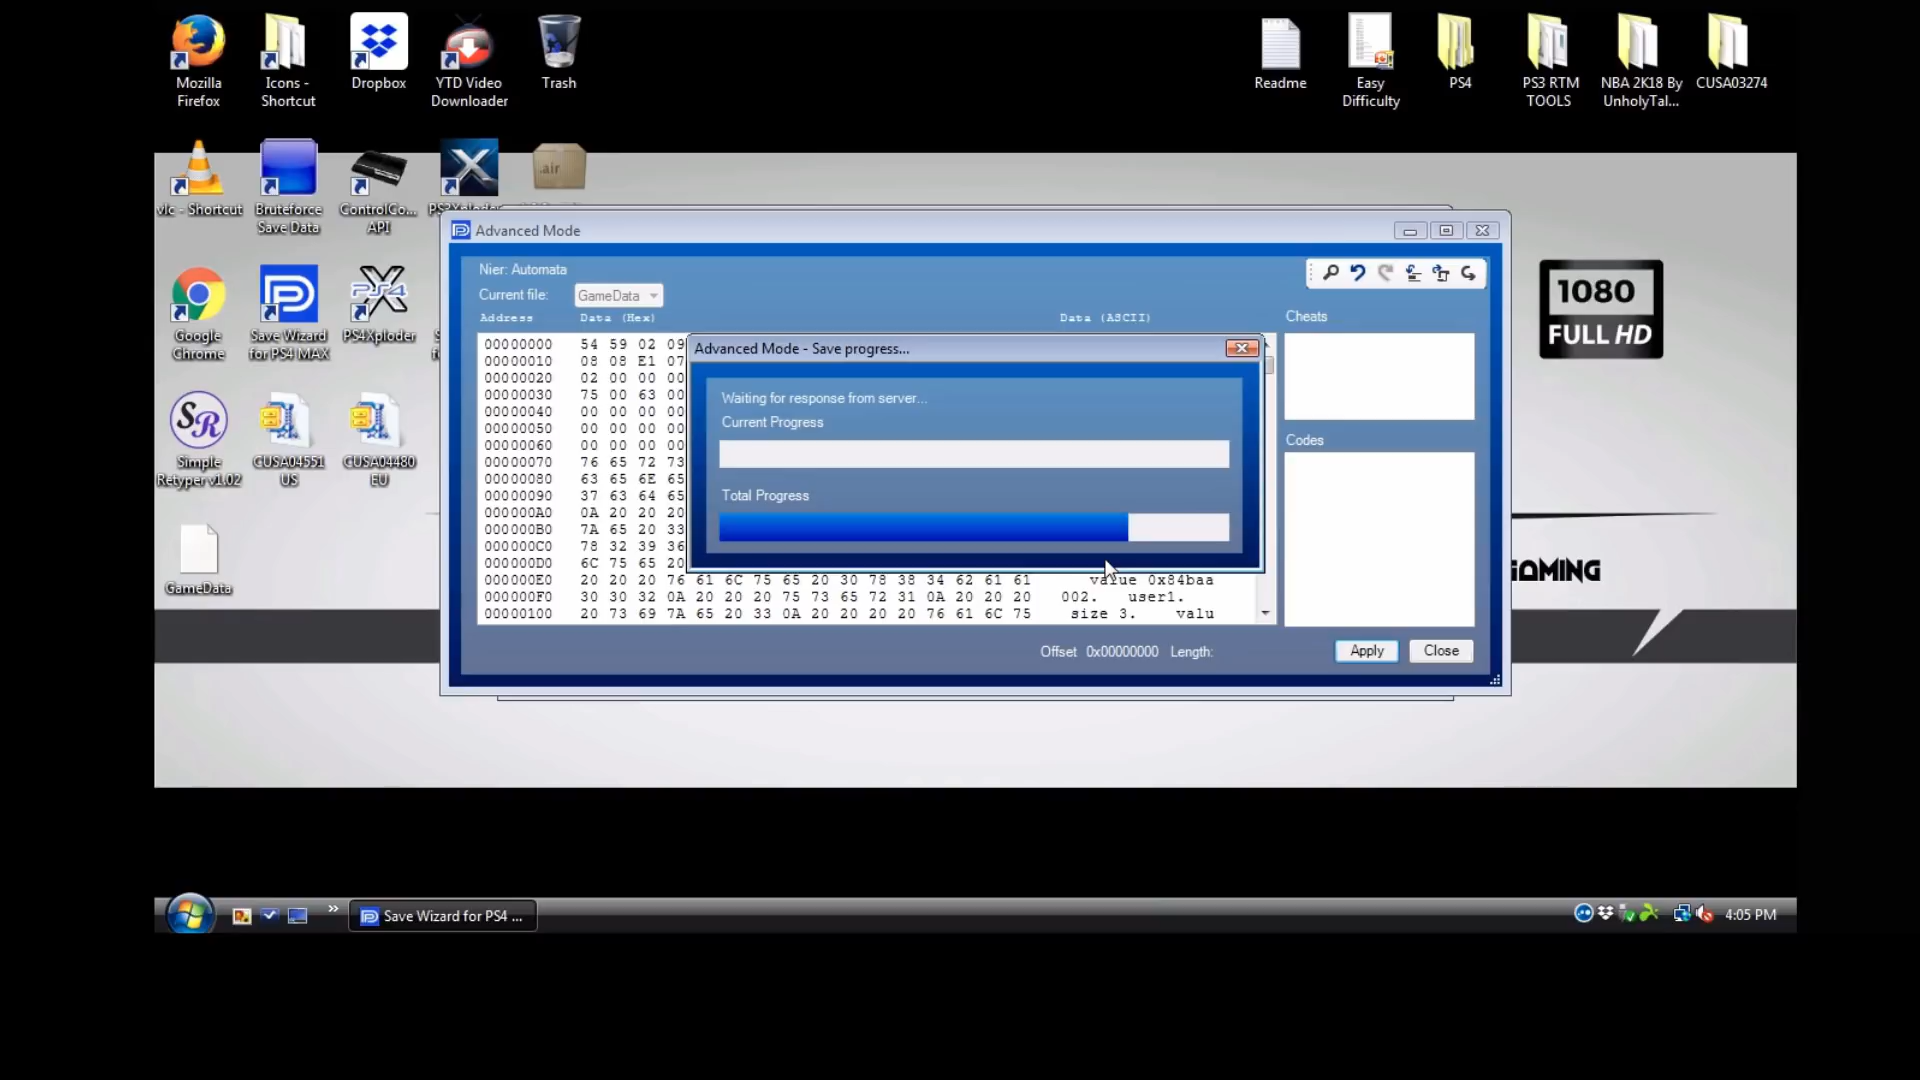 Mozilla
Firefox
Icons -
Shortcut
Dropbox
YTD Video
Downloader
Trash
Readme
Easy
Difficulty
PS4
PS3 RTM
TOOLS
NBA 2K18 By
UnholyTal...
CUSA03274
.air
vlc - Shortcut
Bruteforce
Save Data
ControlCo...
API
PS3Xploder
Google
Chrome
Save Wizard
for PS4 MAX
PS4
PS4Xploder
SR
Simple
Retyper v1.02
CUSA04551
US
CUSA04480
EU
GameData
1080
FULL HD
GAMING
Advanced Mode
Nier: Automata
Current file: GameData
Address Data (Hex) Data (ASCII)
00000000 54 59 02 09
00000010 08 08 E1 07
00000020 02 00 00 00
00000030 75 00 63 00
00000040 00 00 00 00
00000050 00 00 00 00
00000060 00 00 00 00
00000070 76 65 72 73
00000080 63 65 6E 65
00000090 37 63 64 65
000000A0 0A 20 20 20
000000B0 7A 65 20 33
000000C0 78 32 39 36
000000D0 6C 75 65 20
000000E0 20 20 20 76 61 6C 75 65 20 30 78 38 34 62 61 61 value 0x84baa
000000F0 30 30 32 0A 20 20 20 75 73 65 72 31 0A 20 20 20 002. user1.
00000100 20 73 69 7A 65 20 33 0A 20 20 20 20 76 61 6C 75 size 3. valu
Cheats
Codes
Offset 0x00000000 Length:
Apply
Close
Advanced Mode - Save progress...
Waiting for response from server...
Current Progress
Total Progress
Save Wizard for PS4 ...
4:05 PM